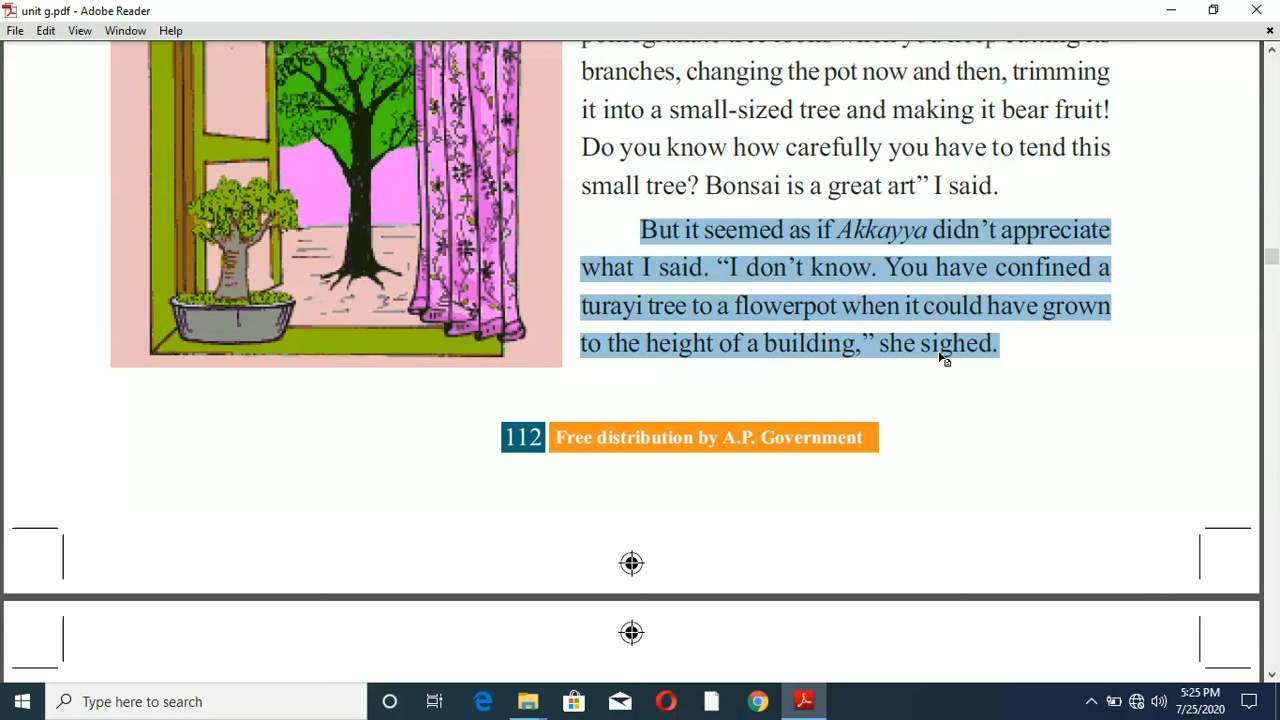 unit g.pdf - Adobe Reader
File Edit View Window Help
branches, changing the pot now and then, trimming
it into a small-sized tree and making it bear fruit!
Do you know how carefully you have to tend this
small tree? Bonsai is a great art” I said.
But it seemed as if Akkayya didn’t appreciate
what I said. “I don’t know. You have confined a
turayi tree to a flowerpot when it could have grown
to the height of a building,” she sighed.
112 Free distribution by A.P. Government
Type here to search
5:25 PM
7/25/2020